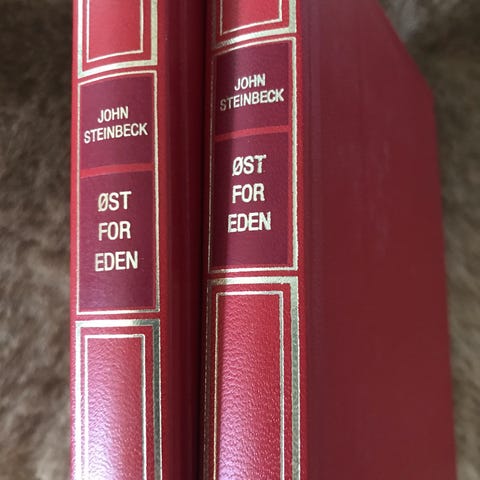 JOHN
STEINBECK
ØST
FOR
EDEN
JOHN
STEINBECK
ØST
FOR
EDEN